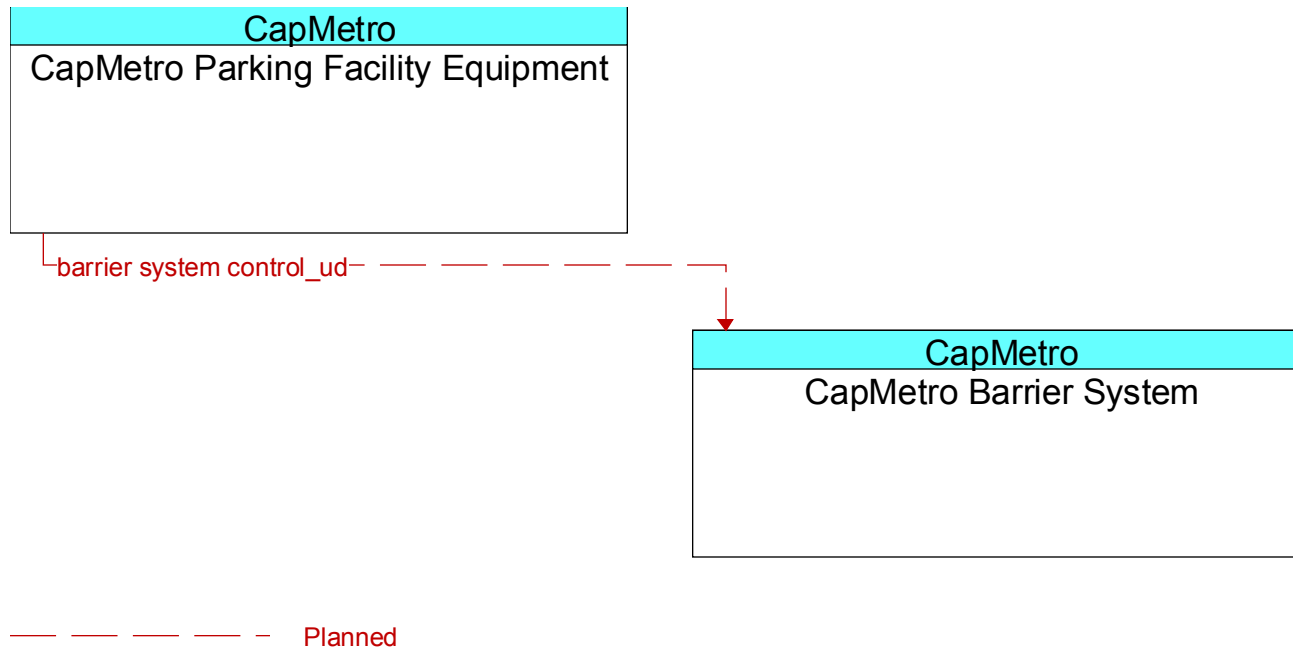 CapMetro
CapMetro Parking Facility Equipment
barrier system control_ud
CapMetro
CapMetro Barrier System
Planned